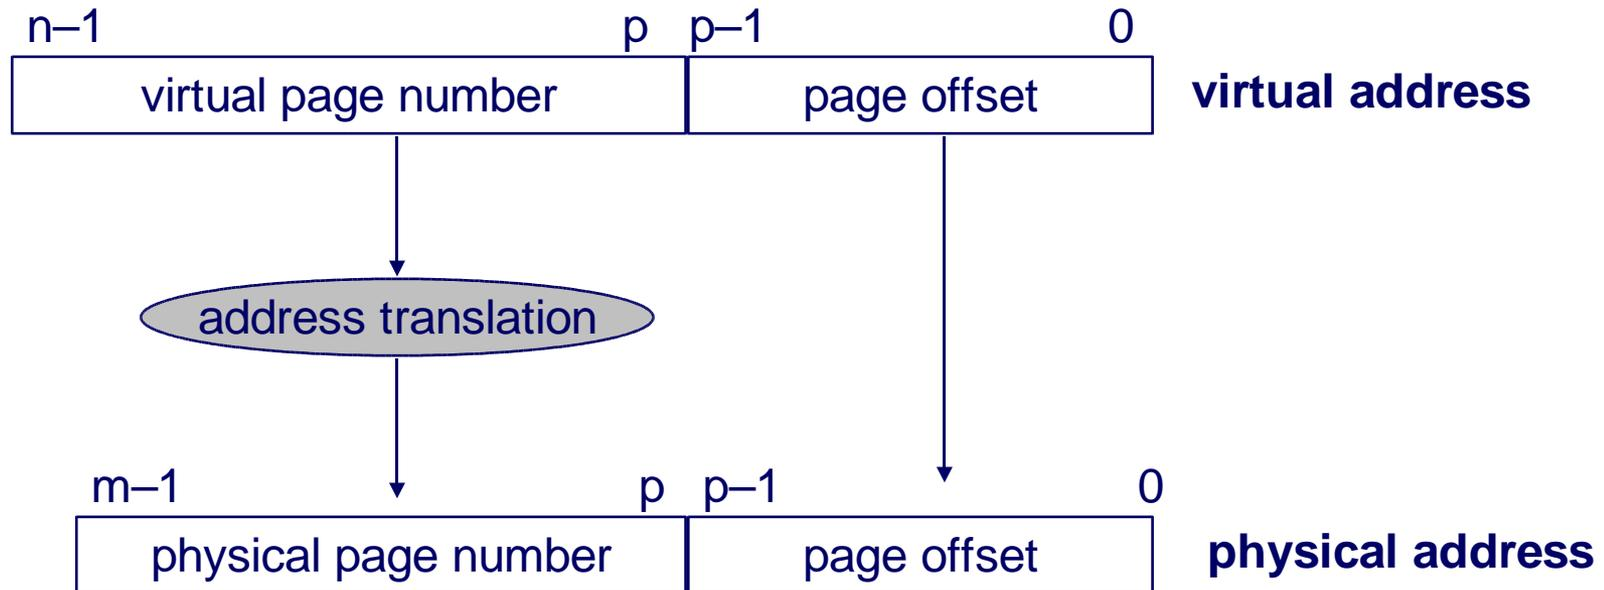 n–1 p p–1 0
virtual page number page offset virtual address
address translation
m–1 p p–1 0
physical page number page offset physical address